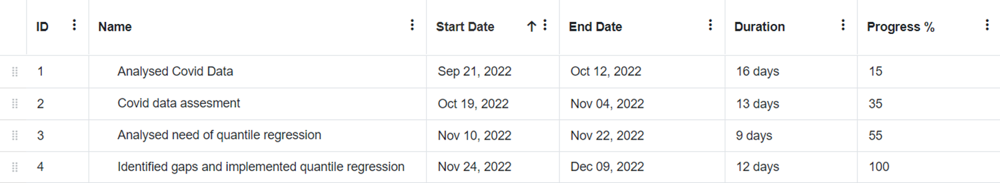 ID Name Start Date End Date Duration Progress %
1 Analysed Covid Data Sep 21, 2022 Oct 12, 2022 16 days 15
2 Covid data assesment Oct 19, 2022 Nov 04, 2022 13 days 35
3 Analysed need of quantile regression Nov 10, 2022 Nov 22, 2022 9 days 55
4 Identified gaps and implemented quantile regression Nov 24, 2022 Dec 09, 2022 12 days 100